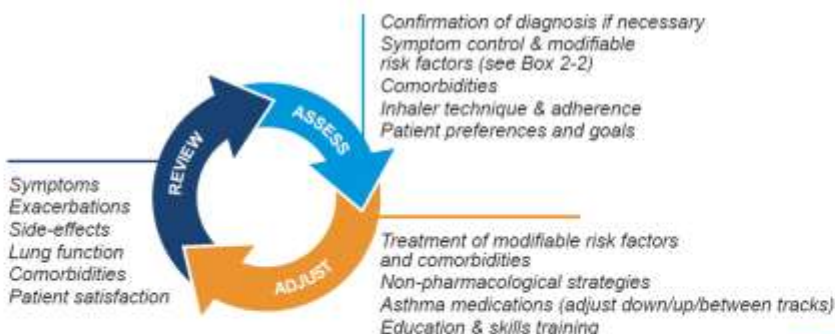 Confirmation of diagnosis if necessary
Symptom control & modifiable
risk factors (see Box 2-2)
Comorbidities
Inhaler technique & adherence
Patient preferences and goals
ASSESS
REVIEW
Symptoms
Exacerbations
Side-effects
Lung function
Comorbidities
Patient satisfaction
ADJUST
Treatment of modifiable risk factors
and comorbidities
Non-pharmacological strategies
Asthma medications (adjust down/up/between tracks)
Education & skills training